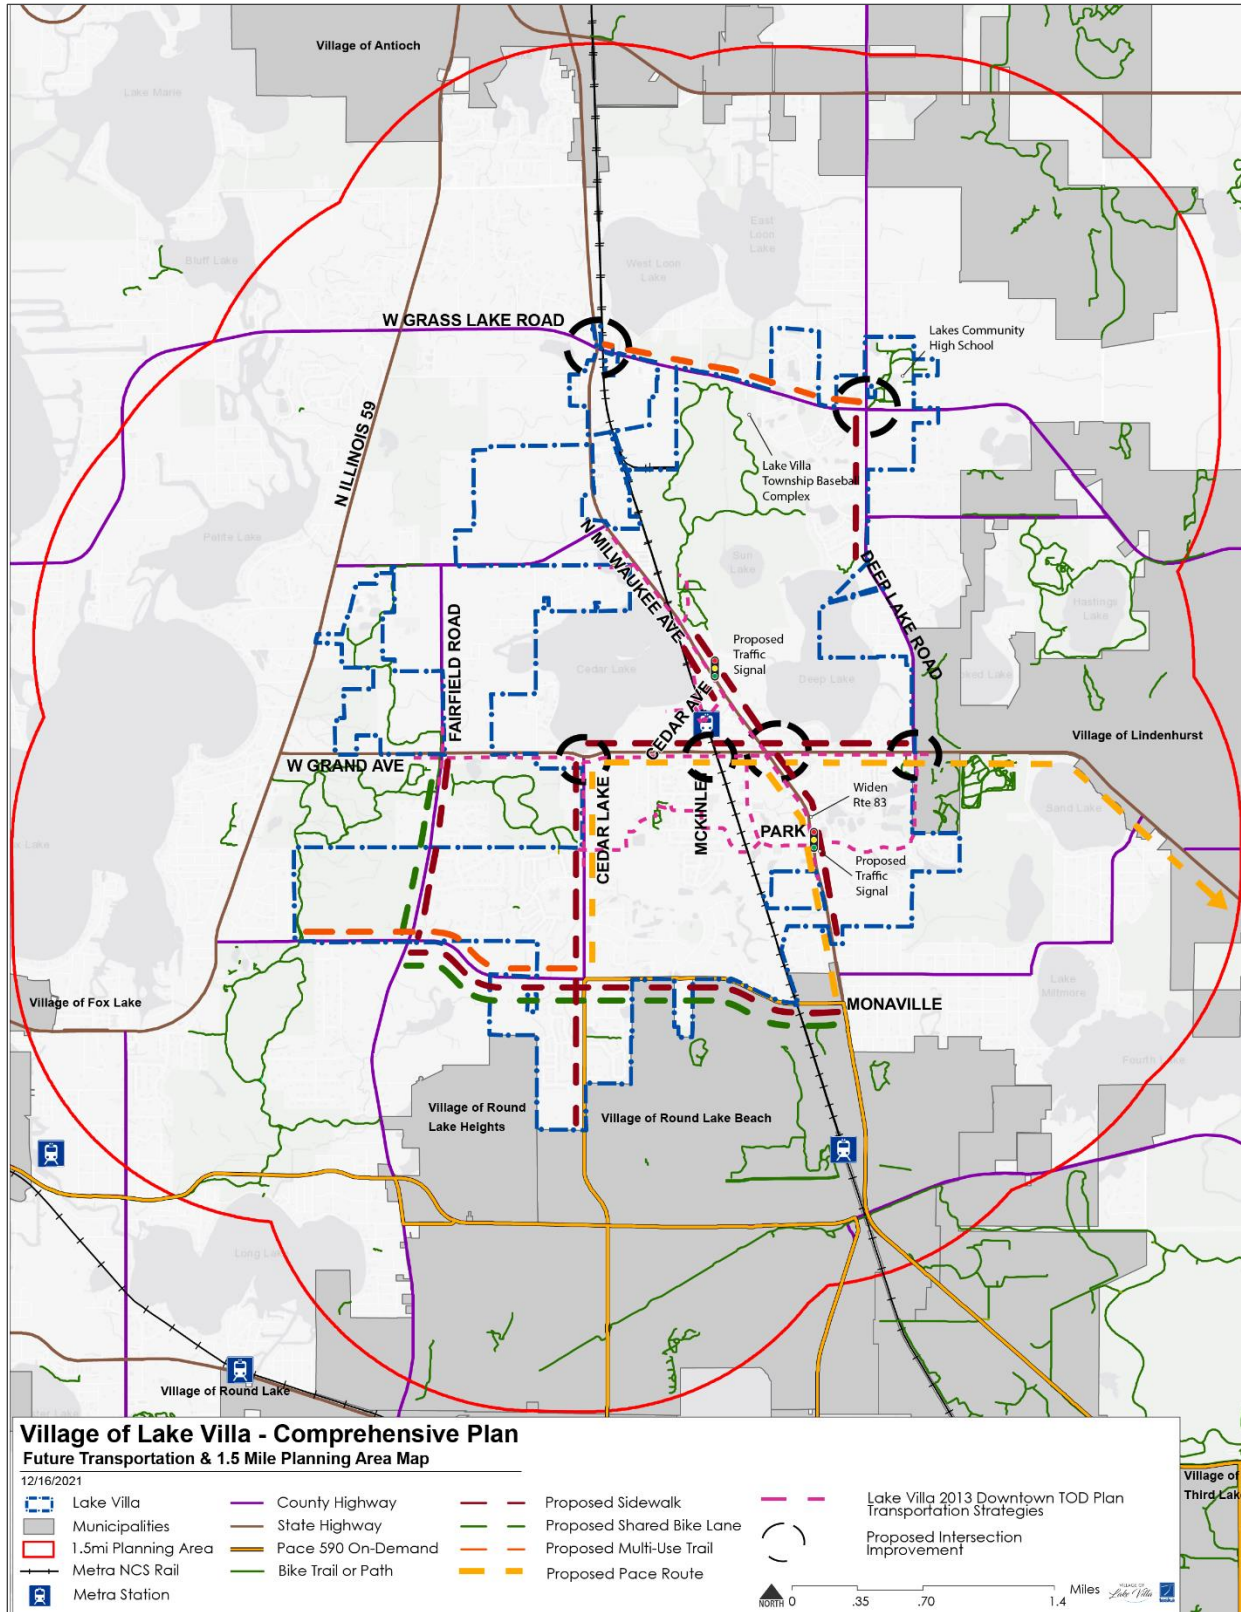 Village of Antioch
Lake Marie
East
Loon
Lake
West Loon
Lake
Bluff Lake
W GRASS LAKE ROAD
Lakes Community
High School
N ILLINOIS 59
Lake Villa
Township Baseball
Complex
Petite Lake
N MILWAUKEE AVE
Sun
Lake
DEEP LAKE ROAD
Hastings
Lake
FAIRFIELD ROAD
Proposed
Traffic
Signal
Cedar Lake
Deep Lake
CEDAR AVE
Village of Lindenhurst
W GRAND AVE
Widen
Rte 83
Sand Lake
CEDAR LAKE
MCKINLEY
PARK
Proposed
Traffic
Signal
Village of Fox Lake
Lake
Miltmore
MONAVILLE
Fourth Lake
Village of Round
Lake Heights
Village of Round Lake Beach
Long Lake
Village of Round Lake
Village of Lake Villa - Comprehensive Plan
Future Transportation & 1.5 Mile Planning Area Map
12/16/2021
Lake Villa
Municipalities
1.5mi Planning Area
Metra NCS Rail
Metra Station
County Highway
State Highway
Pace 590 On-Demand
Bike Trail or Path
Proposed Sidewalk
Proposed Shared Bike Lane
Proposed Multi-Use Trail
Proposed Pace Route
Lake Villa 2013 Downtown TOD Plan
Transportation Strategies
Proposed Intersection
Improvement
NORTH 0 .35 .70 1.4 Miles
VILLAGE OF
Lake Villa
Village of
Third Lake